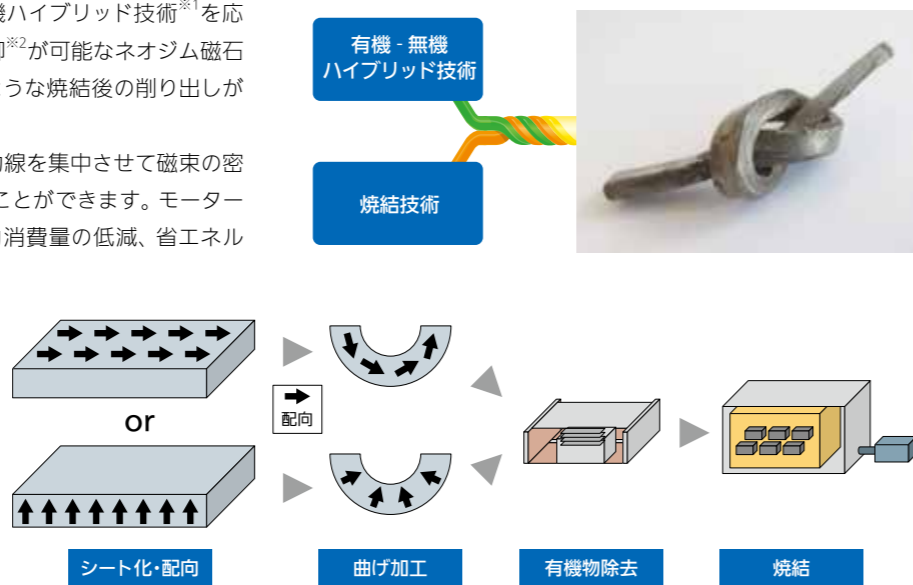 機ハイブリッド技術※1を応
御※2が可能なネオジム磁石
うな焼結後の削り出しが
線を集中させて磁束の密
ことができます。モーター
消費量の低減、省エネル
有機 - 無機
ハイブリッド技術
焼結技術
or
配向
シート化・配向
曲げ加工
有機物除去
焼結